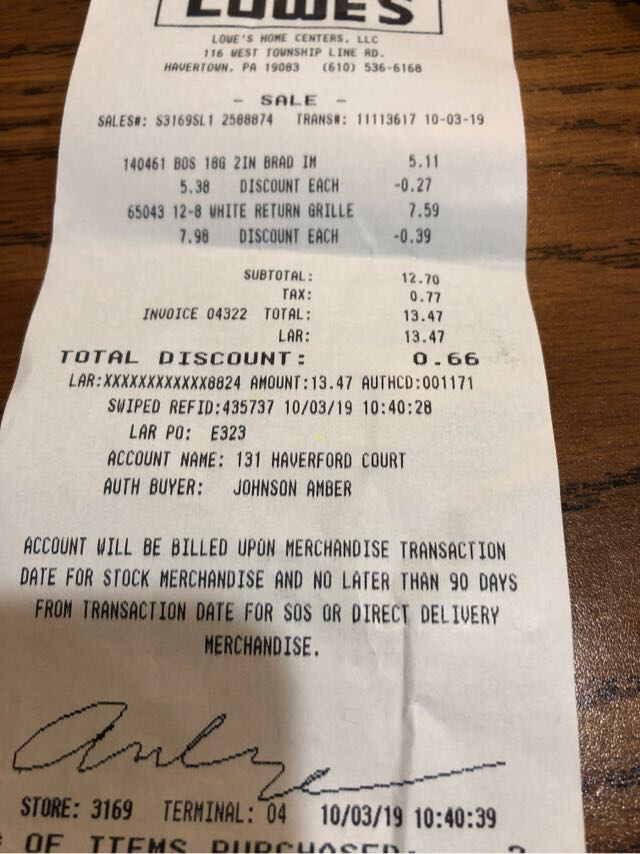 LOWE'S
LOWE'S HOME CENTERS, LLC
116 WEST TOWNSHIP LINE RD.
HAVERTOWN, PA 19083 (610) 536-6168
- SALE -
SALES#: S3169SL1 2588874 TRANS#: 11113617 10-03-19
140461 BOS 18G 2IN BRAD IM 5.11
5.38 DISCOUNT EACH -0.27
65043 12-8 WHITE RETURN GRILLE 7.59
7.98 DISCOUNT EACH -0.39
SUBTOTAL: 12.70
TAX: 0.77
INVOICE 04322 TOTAL: 13.47
LAR: 13.47
TOTAL DISCOUNT: 0.66
LAR:XXXXXXXXXXXX8824 AMOUNT:13.47 AUTHCD:001171
SWIPED REFID:435737 10/03/19 10:40:28
LAR PO: E323
ACCOUNT NAME: 131 HAVERFORD COURT
AUTH BUYER: JOHNSON AMBER
ACCOUNT WILL BE BILLED UPON MERCHANDISE TRANSACTION
DATE FOR STOCK MERCHANDISE AND NO LATER THAN 90 DAYS
FROM TRANSACTION DATE FOR SOS OR DIRECT DELIVERY
MERCHANDISE.
STORE: 3169 TERMINAL: 04 10/03/19 10:40:39
# OF ITEMS PURCHASED: